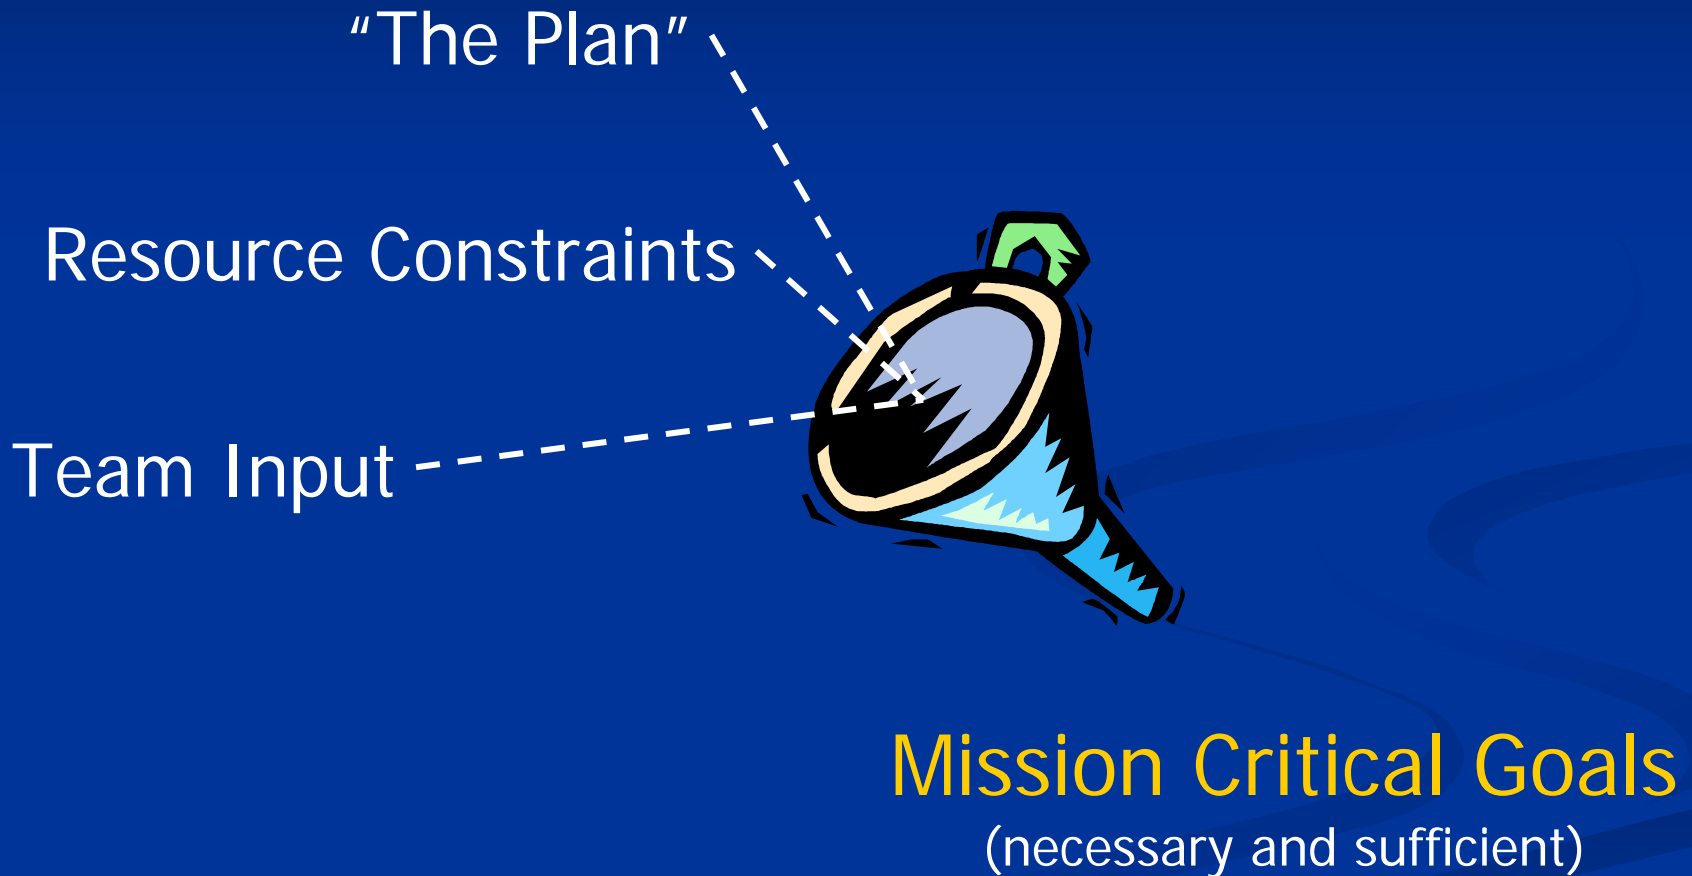 “The Plan”
Resource Constraints
Team Input
Mission Critical Goals
(necessary and sufficient)